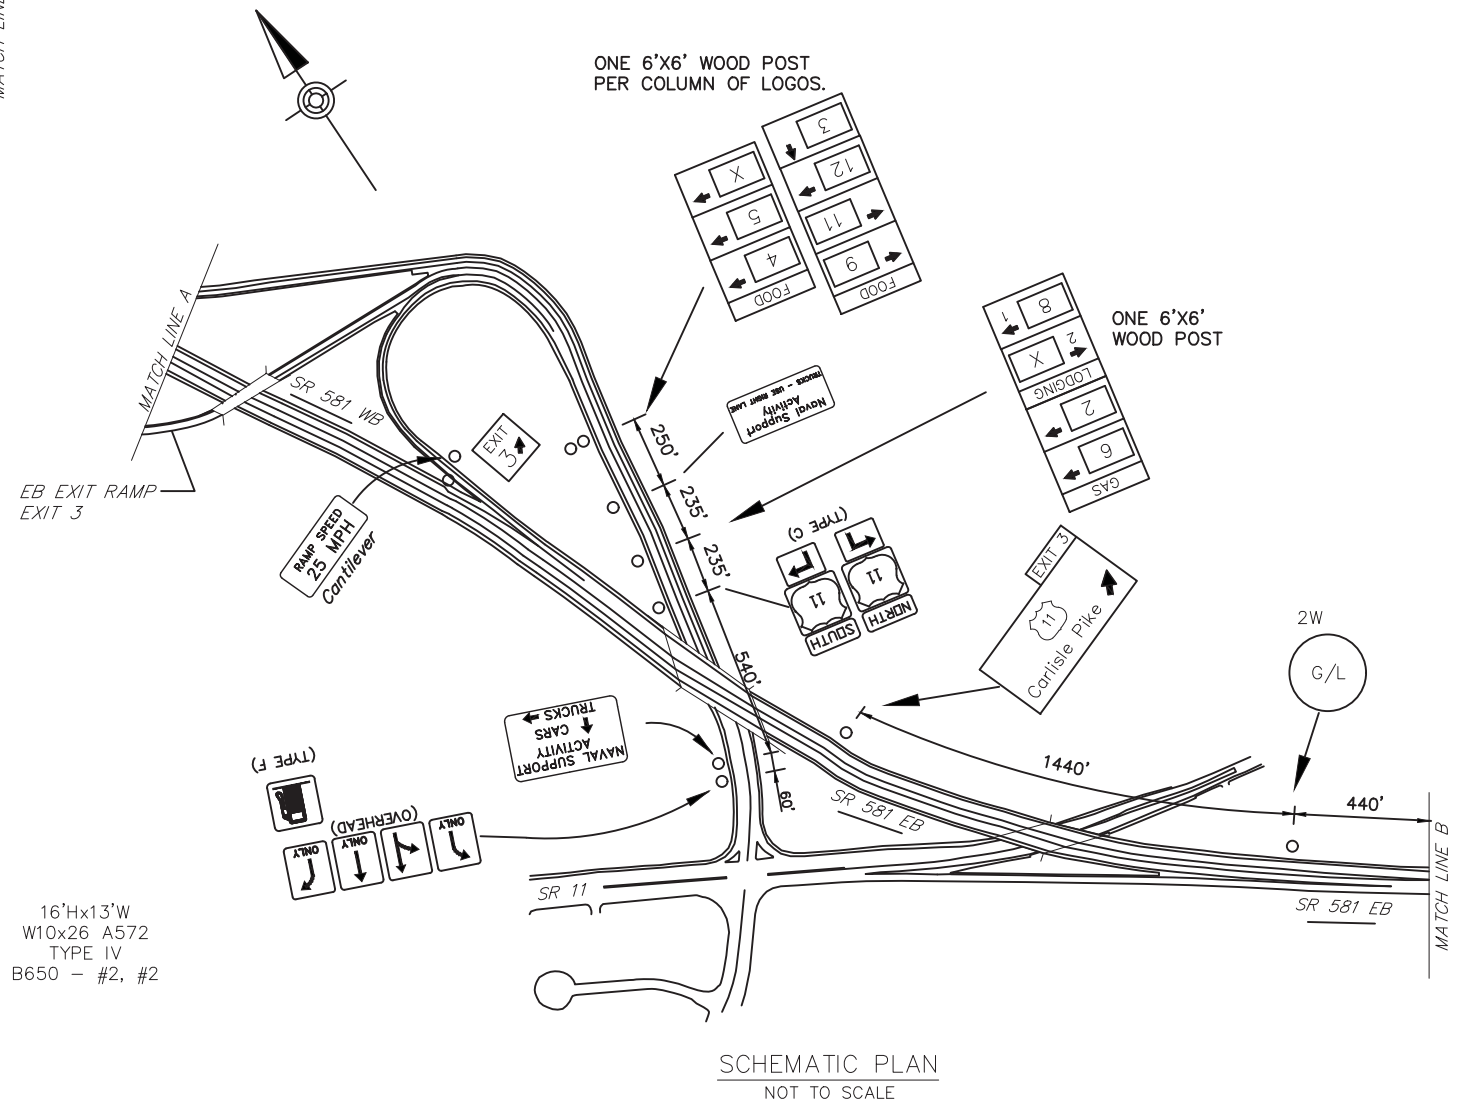 MATCH LINE
ONE 6'X6' WOOD POST
PER COLUMN OF LOGOS.
X
5
4
FOOD
3
12
11
9
FOOD
ONE 6'X6'
WOOD POST
8
1
X
2
LODGING
2
6
GAS
MATCH LINE A
SR 581 WB
EXIT
3
EB EXIT RAMP
EXIT 3
RAMP SPEED
25 MPH
Cantilever
Naval Support
Activity
TRUCKS - USE RIGHT LANE
250'
235'
235'
540'
60'
(TYPE C)
11
11
SOUTH
NORTH
EXIT 3
11
Carlisle Pike
2W
G/L
1440'
440'
NAVAL SUPPORT
ACTIVITY
CARS
TRUCKS
(TYPE F)
(OVERHEAD)
ONLY
ONLY
ONLY
SR 581 EB
SR 11
SR 581 EB
MATCH LINE B
16'Hx13'W
W10x26 A572
TYPE IV
B650 - #2, #2
SCHEMATIC PLAN
NOT TO SCALE